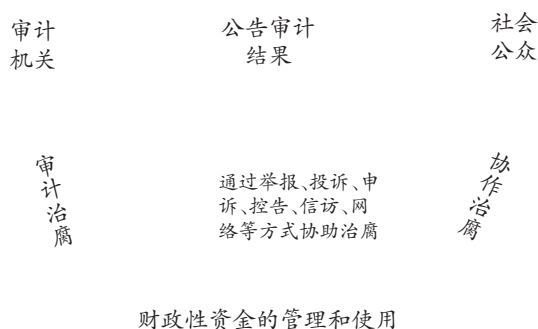 审计
机关
公告审计
结果
社会
公众
审计治腐
通过举报、投诉、申
诉、控告、信访、网
络等方式协助治腐
协作治腐
财政性资金的管理和使用